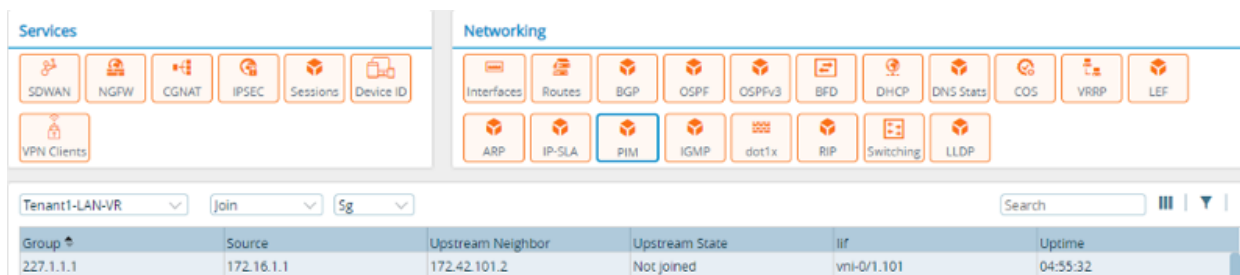 Services
SDWAN NGFW CGNAT IPSEC Sessions Device ID
VPN Clients
Networking
Interfaces Routes BGP OSPF OSPFv3 BFD DHCP DNS Stats COS VRRP LEF
ARP IP-SLA PIM IGMP dot1x RIP Switching LLDP
Tenant1-LAN-VR Join Sg Search
Group Source Upstream Neighbor Upstream State Iif Uptime
227.1.1.1 172.16.1.1 172.42.101.2 Not joined vni-0/1.101 04:55:32